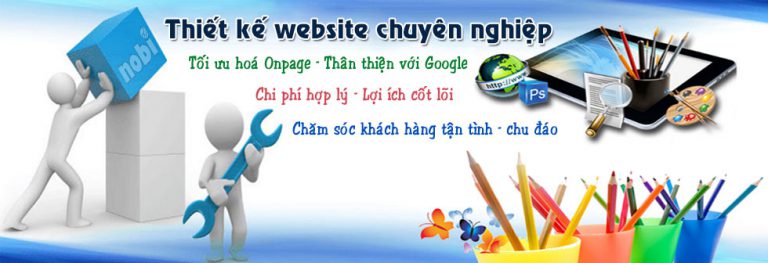 Thiết kế website chuyên nghiệp
Tối ưu hoá Onpage - Thân thiện với Google
Chi phí hợp lý - Lợi ích cốt lõi
Chăm sóc khách hàng tận tình - chu đáo
nobi
http://www
Ps